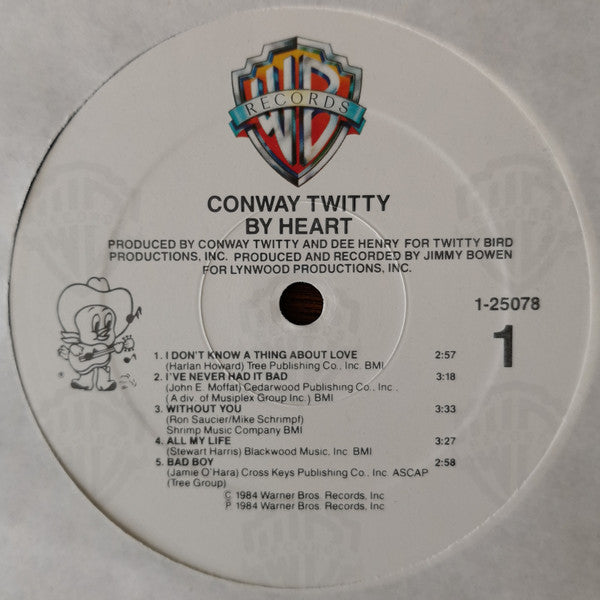 WB
RECORDS
CONWAY TWITTY
BY HEART
PRODUCED BY CONWAY TWITTY AND DEE HENRY FOR TWITTY BIRD
PRODUCTIONS, INC. PRODUCED AND RECORDED BY JIMMY BOWEN
FOR LYNWOOD PRODUCTIONS, INC.
1-25078
1
1. I DON'T KNOW A THING ABOUT LOVE 2:57
(Harlan Howard) Tree Publishing Co., Inc. BMI
2. I'VE NEVER HAD IT BAD 3:18
(John E. Moffat) Cedarwood Publishing Co., Inc.,
(A div. of Musiplex Group Inc.) BMI
3. WITHOUT YOU 3:33
(Ron Saucier/Mike Schrimpf)
Shrimp Music Company BMI
4. ALL MY LIFE 3:27
(Stewart Harris) Blackwood Music, Inc. BMI
5. BAD BOY 2:58
(Jamie O'Hara) Cross Keys Publishing Co., Inc. ASCAP
(Tree Group)
© 1984 Warner Bros. Records, Inc
℗ 1984 Warner Bros. Records, Inc